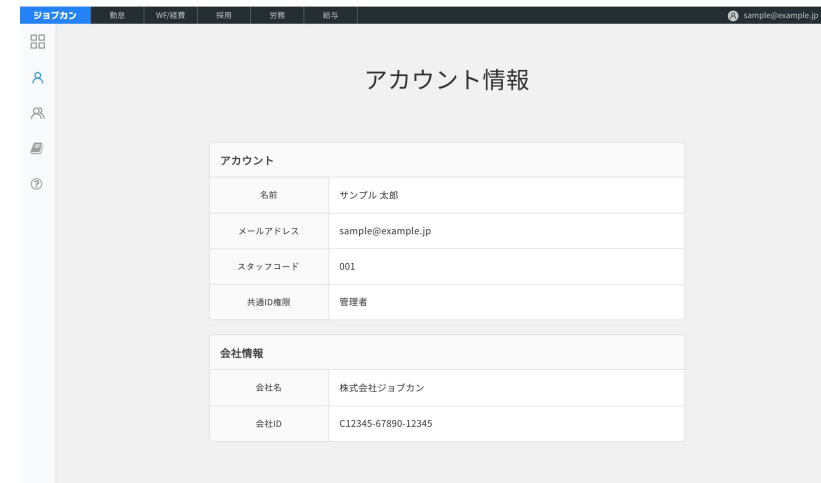 ジョブカン 勤怠 WF/経費 採用 労務 給与 sample@example.jp
アカウント情報
アカウント
名前 サンプル 太郎
メールアドレス sample@example.jp
スタッフコード 001
共通ID権限 管理者
会社情報
会社名 株式会社ジョブカン
会社ID C12345-67890-12345